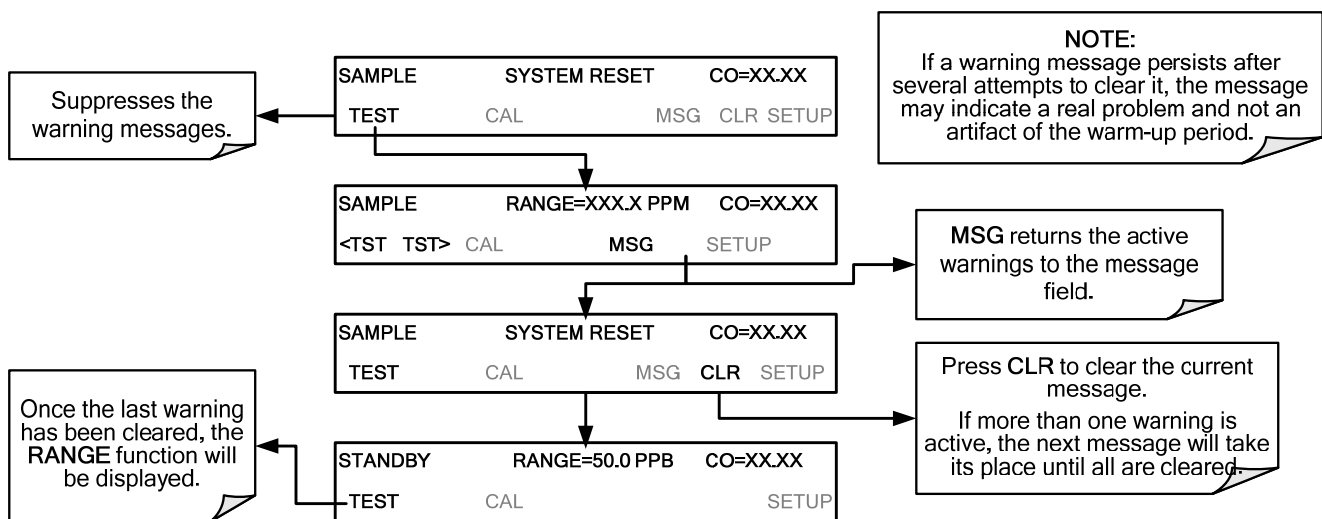 Suppresses the
warning messages.
SAMPLE SYSTEM RESET CO=XX.XX
TEST CAL MSG CLR SETUP
NOTE:
If a warning message persists after
several attempts to clear it, the message
may indicate a real problem and not an
artifact of the warm-up period.
SAMPLE RANGE=XXX.X PPM CO=XX.XX
<TST TST> CAL MSG SETUP
MSG returns the active
warnings to the message
field.
SAMPLE SYSTEM RESET CO=XX.XX
TEST CAL MSG CLR SETUP
Press CLR to clear the current
message.
If more than one warning is
active, the next message will take
its place until all are cleared.
Once the last warning
has been cleared, the
RANGE function will
be displayed.
STANDBY RANGE=50.0 PPB CO=XX.XX
TEST CAL SETUP